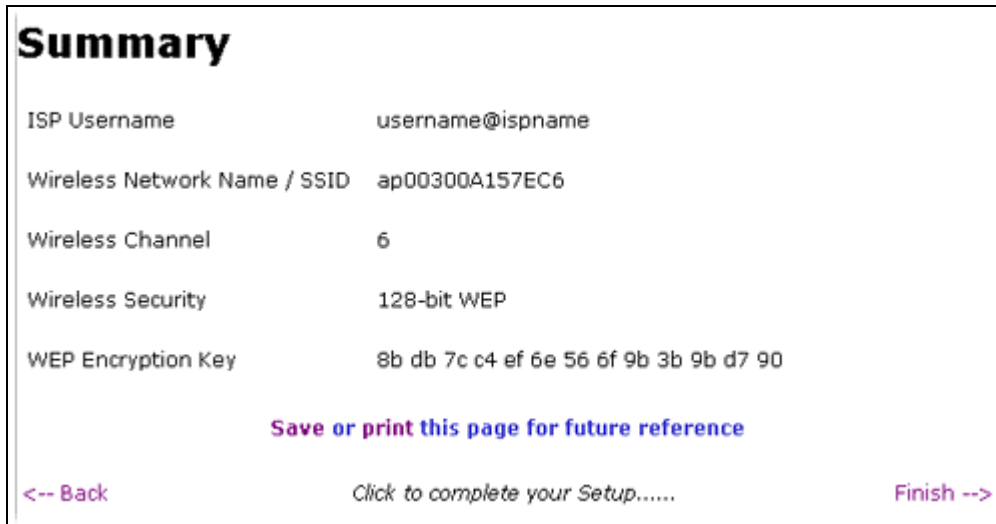 Summary
ISP Username username@ispname
Wireless Network Name / SSID ap00300A157EC6
Wireless Channel 6
Wireless Security 128-bit WEP
WEP Encryption Key 8b db 7c c4 ef 6e 56 6f 9b 3b 9b d7 90
Save or print this page for future reference
<-- Back Click to complete your Setup...... Finish -->